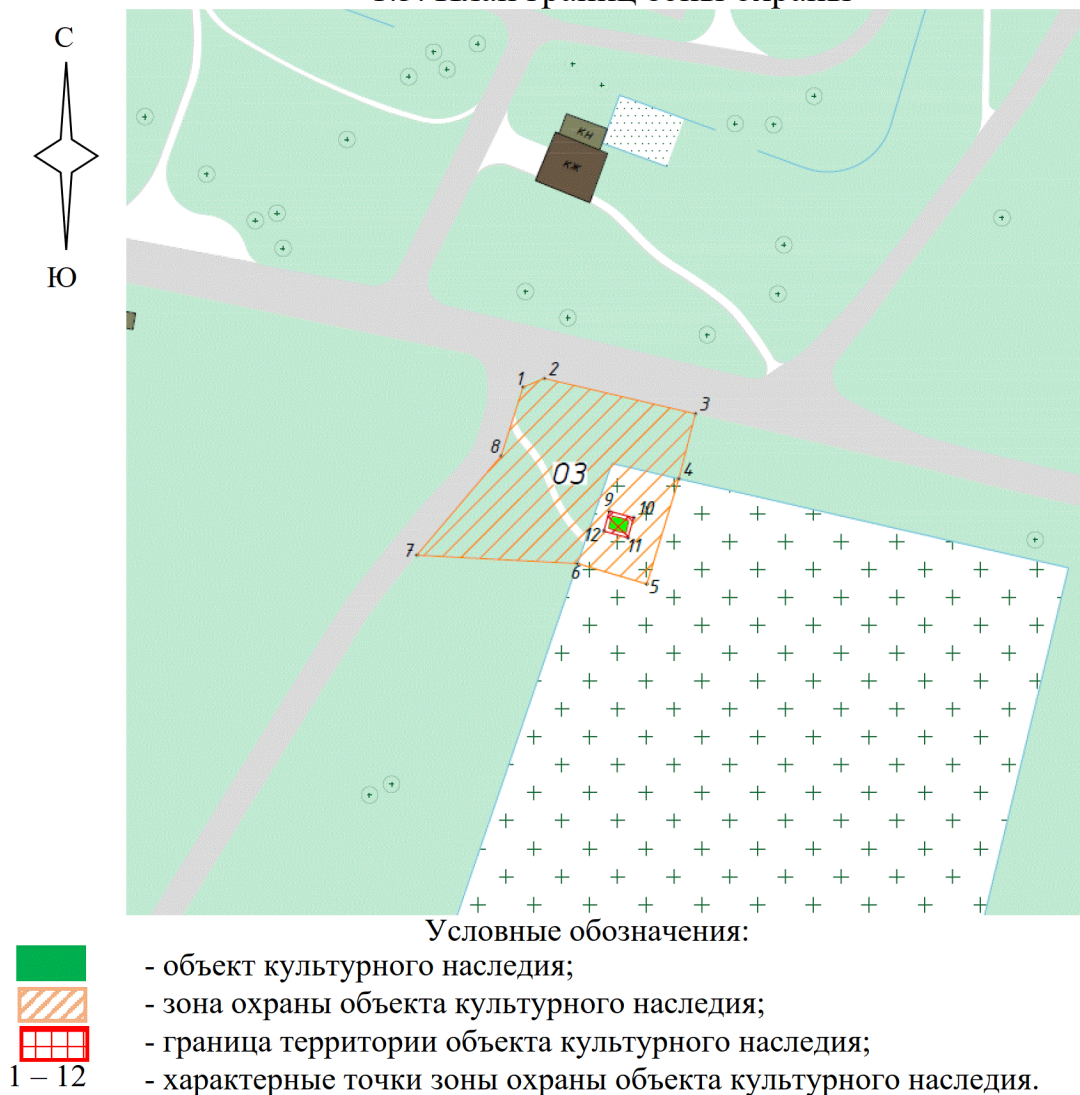 С
Ю
КН
КЖ
1
2
3
8
4
ОЗ
9
10
12
11
7
6
5
Условные обозначения:
- объект культурного наследия;
- зона охраны объекта культурного наследия;
- граница территории объекта культурного наследия;
1 – 12 - характерные точки зоны охраны объекта культурного наследия.